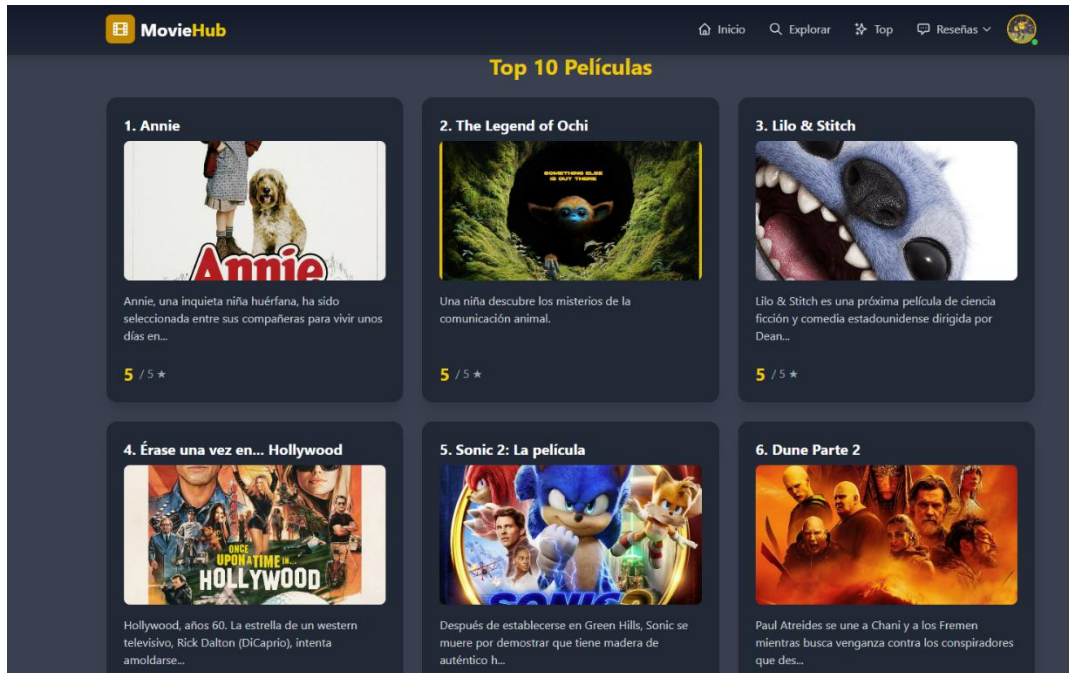 MovieHub
Inicio
Explorar
Top
Reseñas
Top 10 Películas
1. Annie
Annie
Annie, una inquieta niña huérfana, ha sido
seleccionada entre sus compañeras para vivir unos
días en...
5 / 5 ★
2. The Legend of Ochi
SOMETHING ELSE
IS OUT THERE
Una niña descubre los misterios de la
comunicación animal.
5 / 5 ★
3. Lilo & Stitch
Lilo & Stitch es una próxima película de ciencia
ficción y comedia estadounidense dirigida por
Dean...
5 / 5 ★
4. Érase una vez en... Hollywood
ONCE
UPON A TIME IN...
HOLLYWOOD
Hollywood, años 60. La estrella de un western
televisivo, Rick Dalton (DiCaprio), intenta
amoldarse...
5. Sonic 2: La película
SONIC 2
Después de establecerse en Green Hills, Sonic se
muere por demostrar que tiene madera de
auténtico h...
6. Dune Parte 2
Paul Atreides se une a Chani y a los Fremen
mientras busca venganza contra los conspiradores
que des...